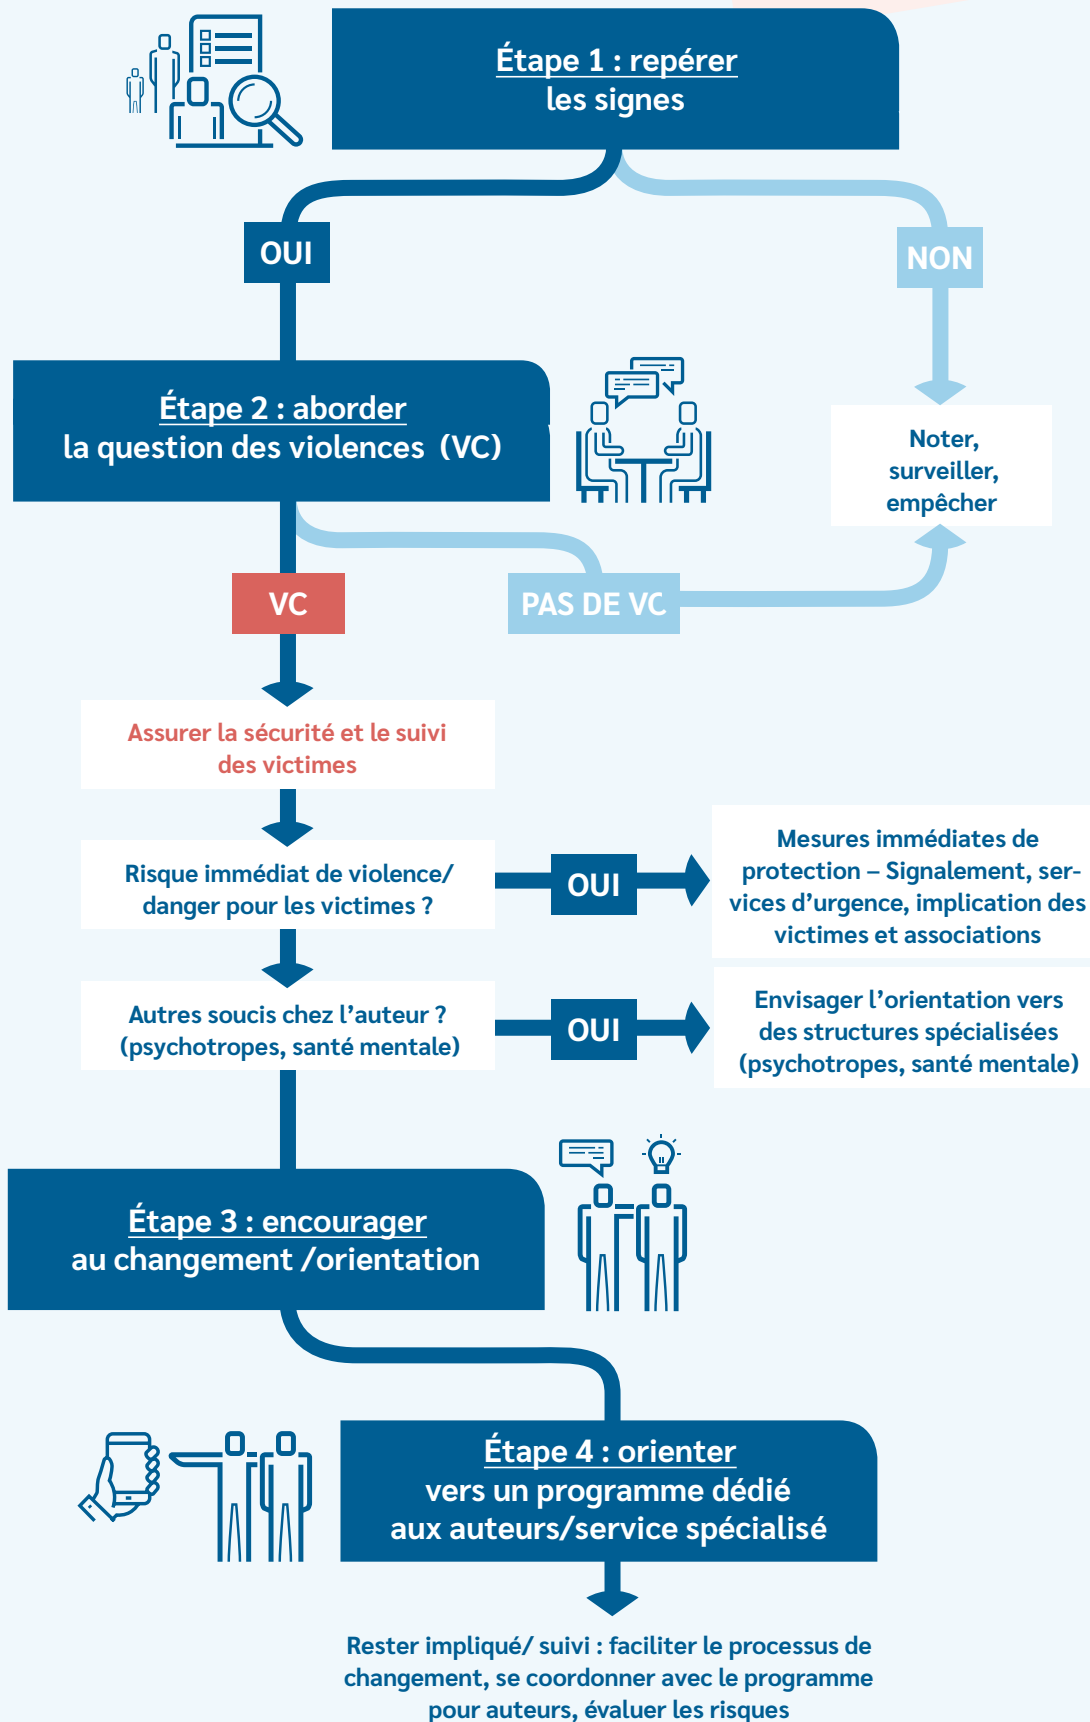 Étape 1 : repérer
les signes
OUI
NON
Étape 2 : aborder
la question des violences (VC)
Noter,
surveiller,
empêcher
VC
PAS DE VC
Assurer la sécurité et le suivi
des victimes
Risque immédiat de violence/
danger pour les victimes ?
OUI
Mesures immédiates de
protection – Signalement, ser-
vices d’urgence, implication des
victimes et associations
Autres soucis chez l’auteur ?
(psychotropes, santé mentale)
OUI
Envisager l’orientation vers
des structures spécialisées
(psychotropes, santé mentale)
Étape 3 : encourager
au changement /orientation
Étape 4 : orienter
vers un programme dédié
aux auteurs/service spécialisé
Rester impliqué/ suivi : faciliter le processus de
changement, se coordonner avec le programme
pour auteurs, évaluer les risques